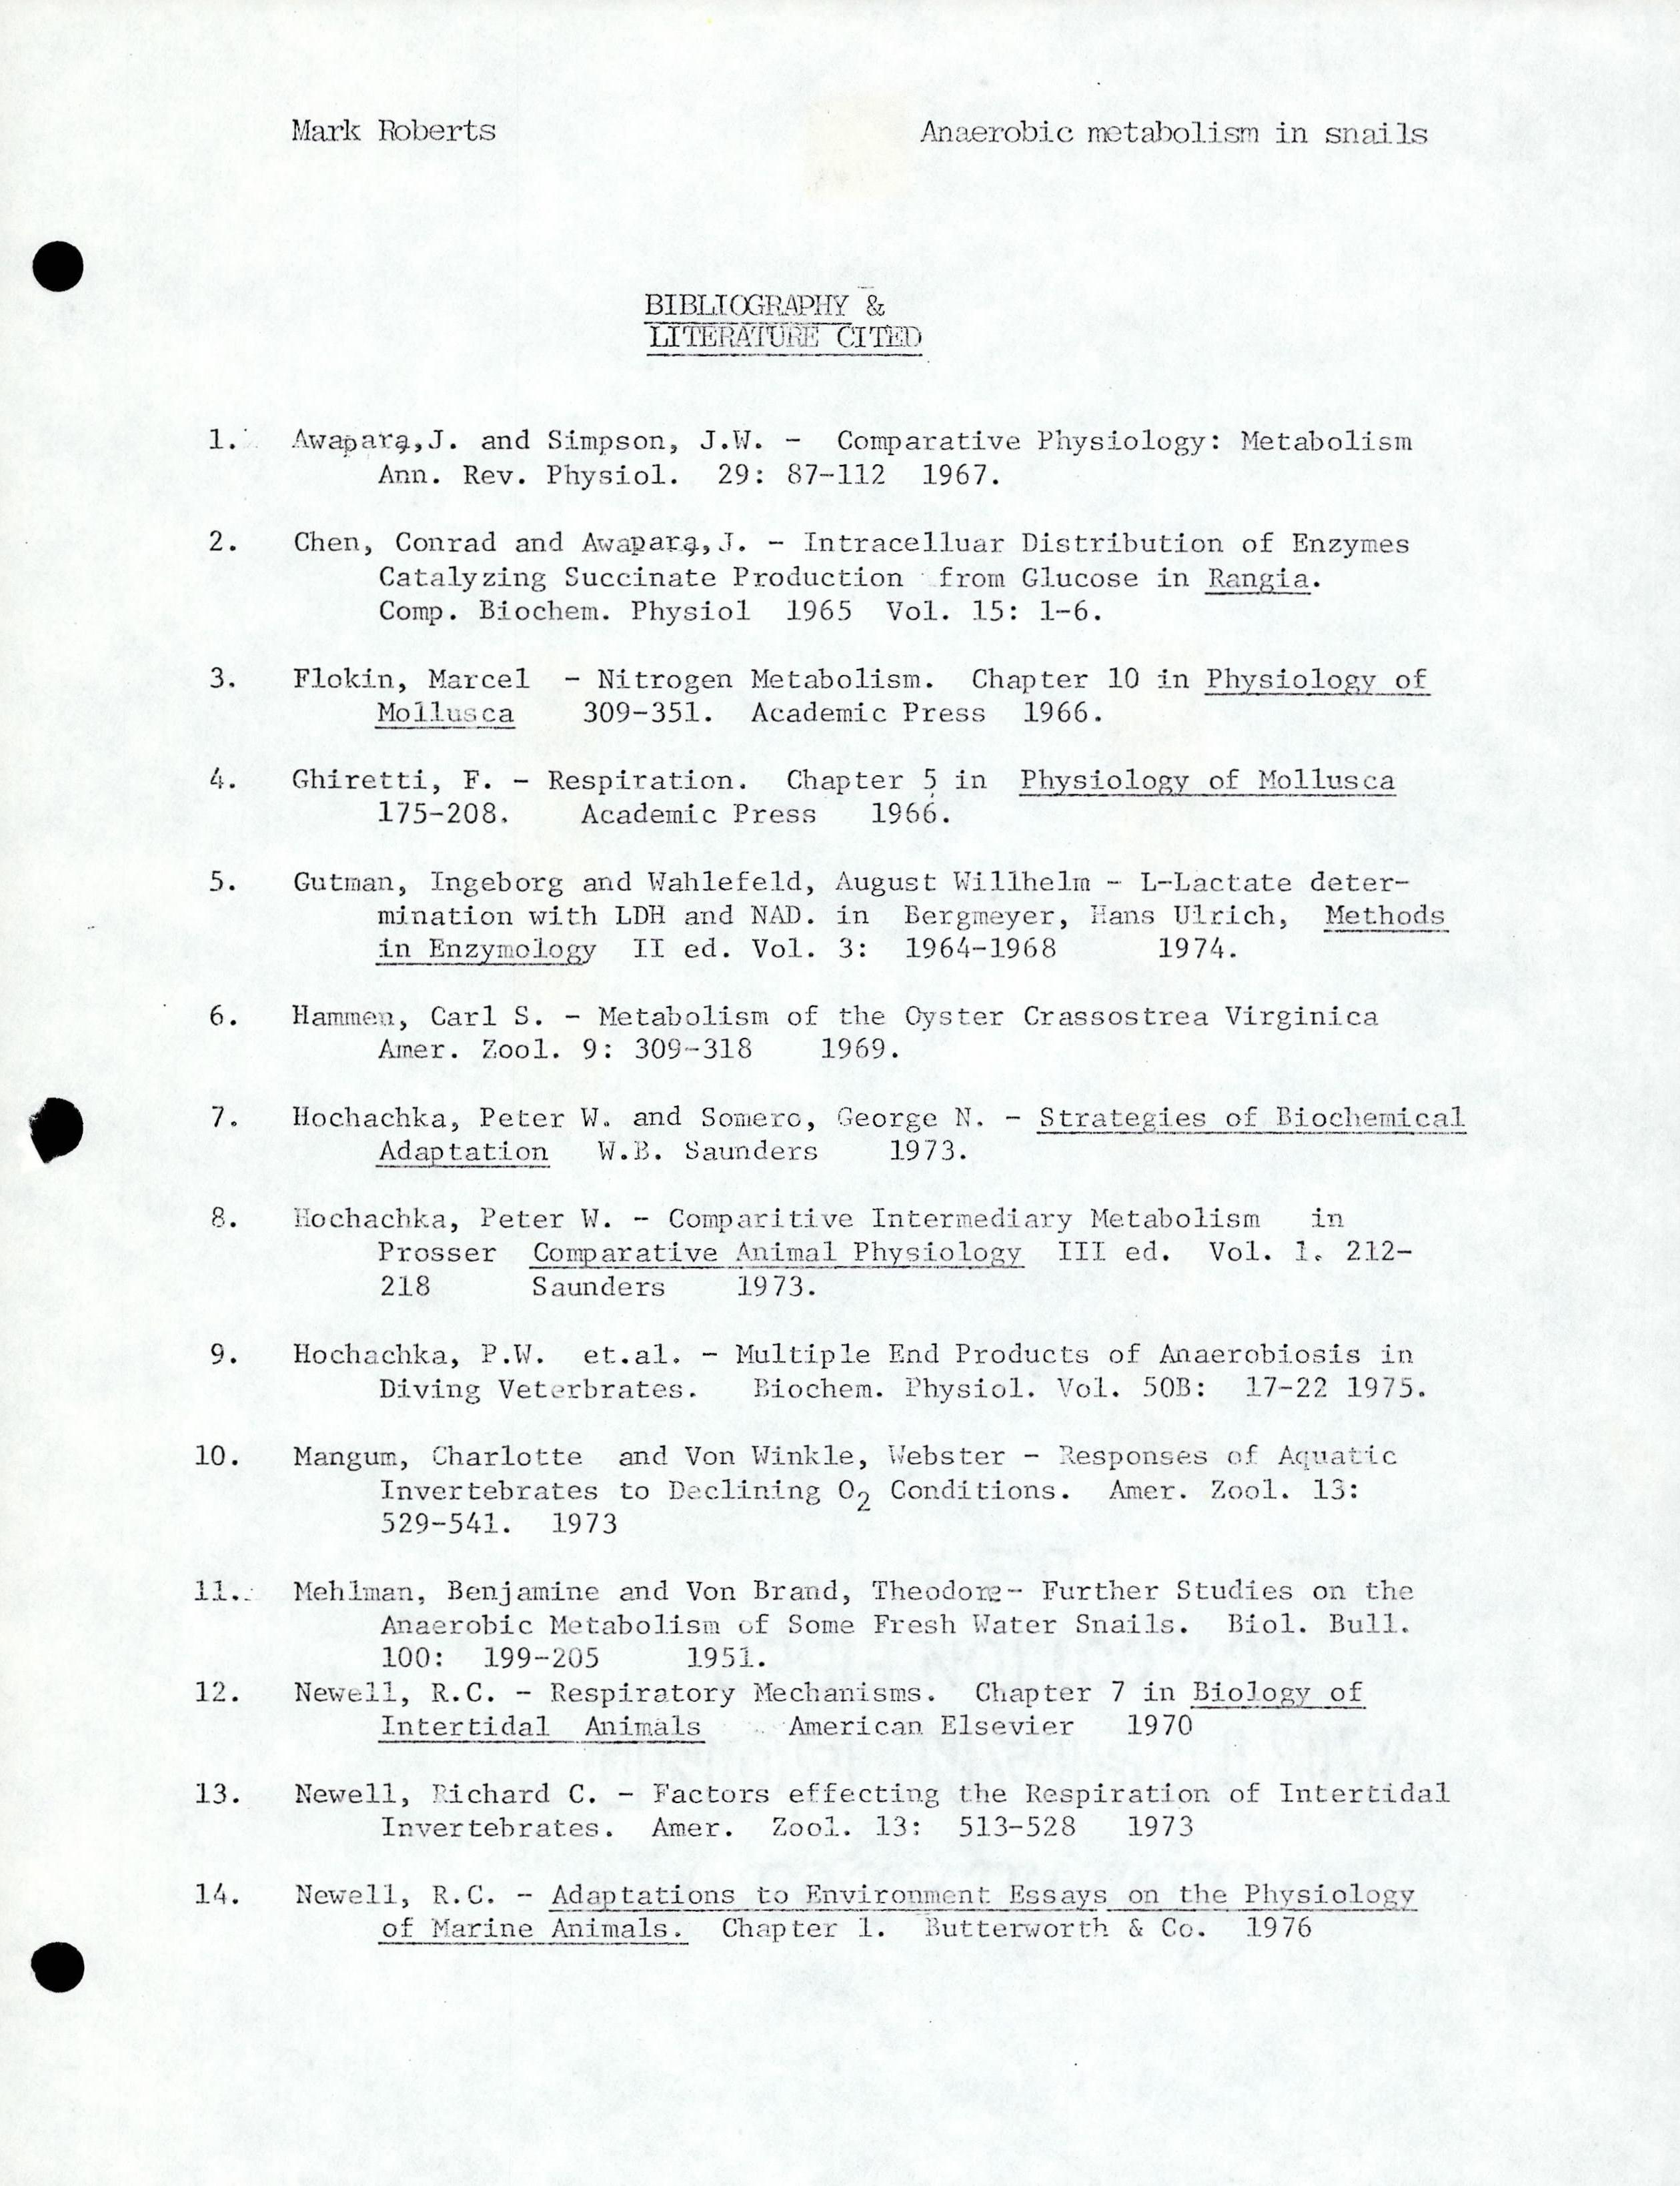 Mark Roberts Anaerobic metabolism in snails
BIBLIOGRAPHY &
LITERATURE CITED
1. Awapara,J. and Simpson, J.W. - Comparative Physiology: Metabolism
Ann. Rev. Physiol. 29: 87-112 1967.
2. Chen, Conrad and Awapara,J. - Intracelluar Distribution of Enzymes
Catalyzing Succinate Production from Glucose in Rangia.
Comp. Biochem. Physiol 1965 Vol. 15: 1-6.
3. Flokin, Marcel - Nitrogen Metabolism. Chapter 10 in Physiology of
Mollusca 309-351. Academic Press 1966.
4. Ghiretti, F. - Respiration. Chapter 5 in Physiology of Mollusca
175-208. Academic Press 1966.
5. Gutman, Ingeborg and Wahlefeld, August Willhelm - L-Lactate deter-
mination with LDH and NAD. in Bergmeyer, Hans Ulrich, Methods
in Enzymology II ed. Vol. 3: 1964-1968 1974.
6. Hammen, Carl S. - Metabolism of the Oyster Crassostrea Virginica
Amer. Zool. 9: 309-318 1969.
7. Hochachka, Peter W. and Somero, George N. - Strategies of Biochemical
Adaptation W.B. Saunders 1973.
8. Hochachka, Peter W. - Comparitive Intermediary Metabolism in
Prosser Comparative Animal Physiology III ed. Vol. 1. 212-
218 Saunders 1973.
9. Hochachka, P.W. et.al. - Multiple End Products of Anaerobiosis in
Diving Veterbrates. Biochem. Physiol. Vol. 50B: 17-22 1975.
10. Mangum, Charlotte and Von Winkle, Webster - Responses of Aquatic
Invertebrates to Declining O2 Conditions. Amer. Zool. 13:
529-541. 1973
11. Mehlman, Benjamine and Von Brand, Theodore- Further Studies on the
Anaerobic Metabolism of Some Fresh Water Snails. Biol. Bull.
100: 199-205 1951.
12. Newell, R.C. - Respiratory Mechanisms. Chapter 7 in Biology of
Intertidal Animals American Elsevier 1970
13. Newell, Richard C. - Factors effecting the Respiration of Intertidal
Invertebrates. Amer. Zool. 13: 513-528 1973
14. Newell, R.C. - Adaptations to Environment Essays on the Physiology
of Marine Animals. Chapter 1. Butterworth & Co. 1976